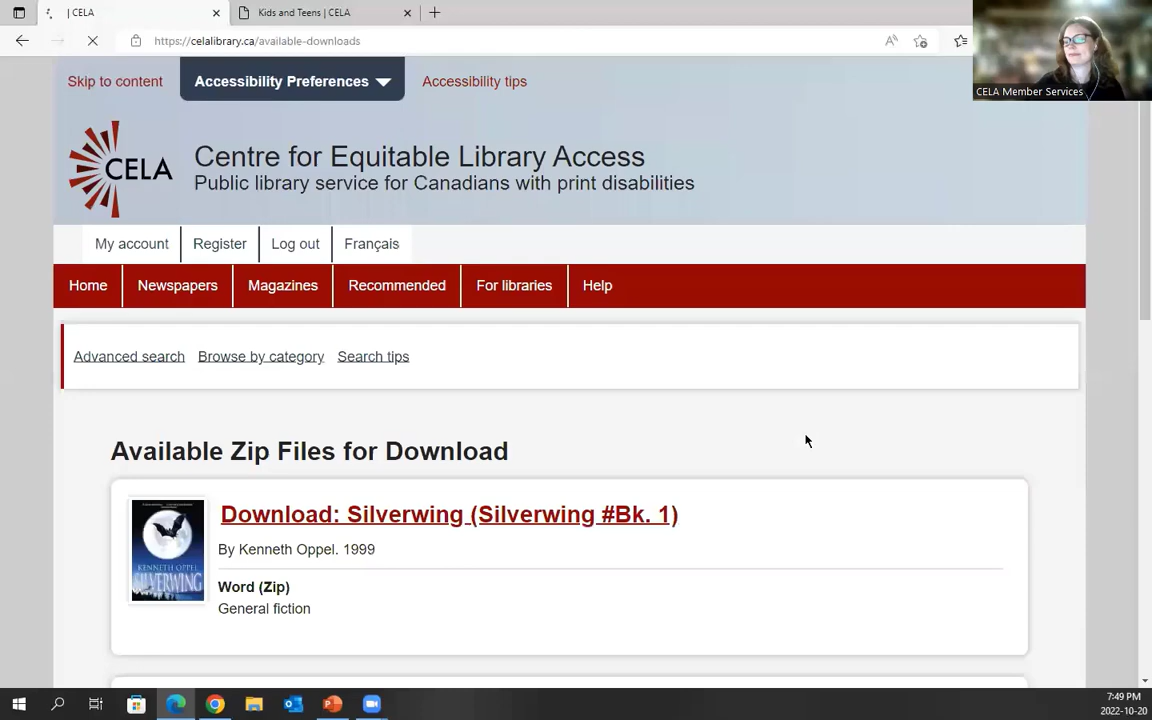 | CELA
Kids and Teens | CELA
https://celalibrary.ca/available-downloads
CELA Member Services
Skip to content
Accessibility Preferences
Accessibility tips
CELA
Centre for Equitable Library Access
Public library service for Canadians with print disabilities
My account
Register
Log out
Français
Home
Newspapers
Magazines
Recommended
For libraries
Help
Advanced search
Browse by category
Search tips
Available Zip Files for Download
KENNETH OPPEL
SILVERWING
Download: Silverwing (Silverwing #Bk. 1)
By Kenneth Oppel. 1999
Word (Zip)
General fiction
7:49 PM
2022-10-20